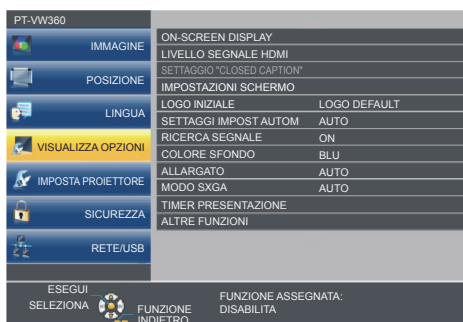 PT-VW360
IMMAGINE
POSIZIONE
LINGUA
VISUALIZZA OPZIONI
IMPOSTA PROIETTORE
SICUREZZA
RETE/USB
ON-SCREEN DISPLAY
LIVELLO SEGNALE HDMI
SETTAGGIO "CLOSED CAPTION"
IMPOSTAZIONI SCHERMO
LOGO INIZIALE LOGO DEFAULT
SETTAGGI IMPOST AUTOM AUTO
RICERCA SEGNALE ON
COLORE SFONDO BLU
ALLARGATO AUTO
MODO SXGA AUTO
TIMER PRESENTAZIONE
ALTRE FUNZIONI
ESEGUI
SELEZIONA
FUNZIONE
INDIETRO
FUNZIONE ASSEGNATA:
DISABILITA